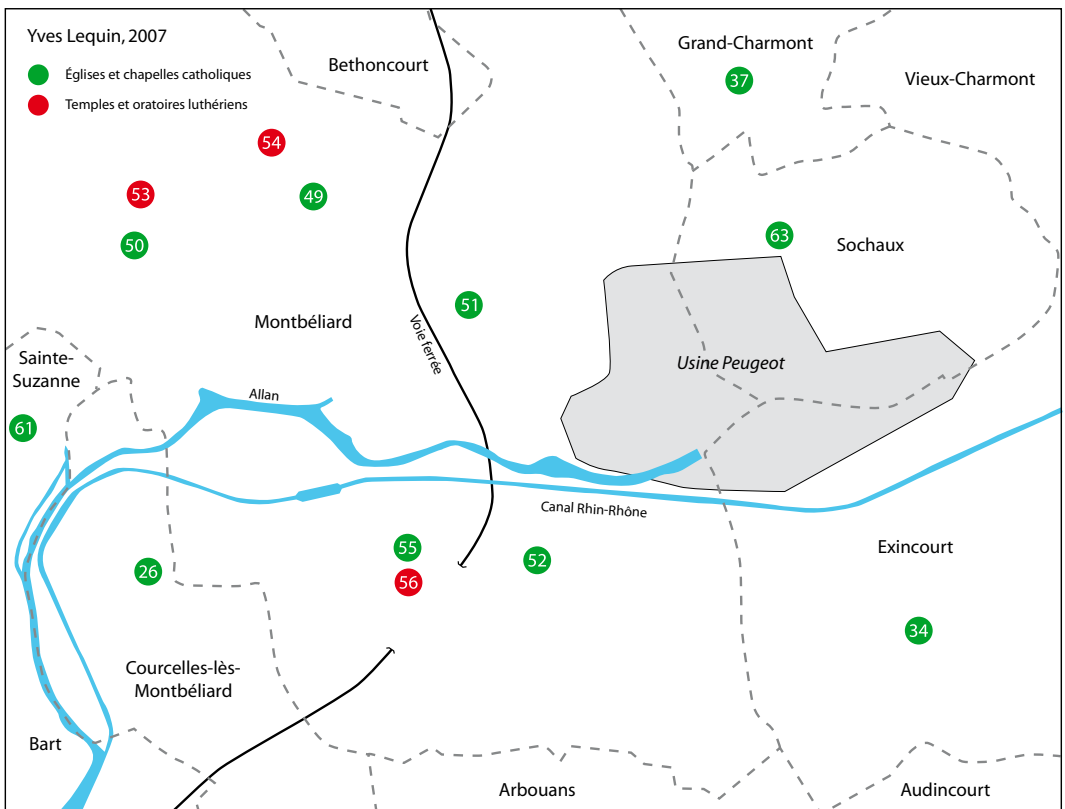 Yves Lequin, 2007
Églises et chapelles catholiques
Temples et oratoires luthériens
Bethoncourt
Grand-Charmont
37
Vieux-Charmont
54
53
49
50
63
Sochaux
51
Montbéliard
Voie ferrée
Sainte-
Suzanne
Usine Peugeot
Allan
61
Canal Rhin-Rhône
55
52
Exincourt
26
56
34
Courcelles-lès-
Montbéliard
Bart
Arbouans
Audincourt